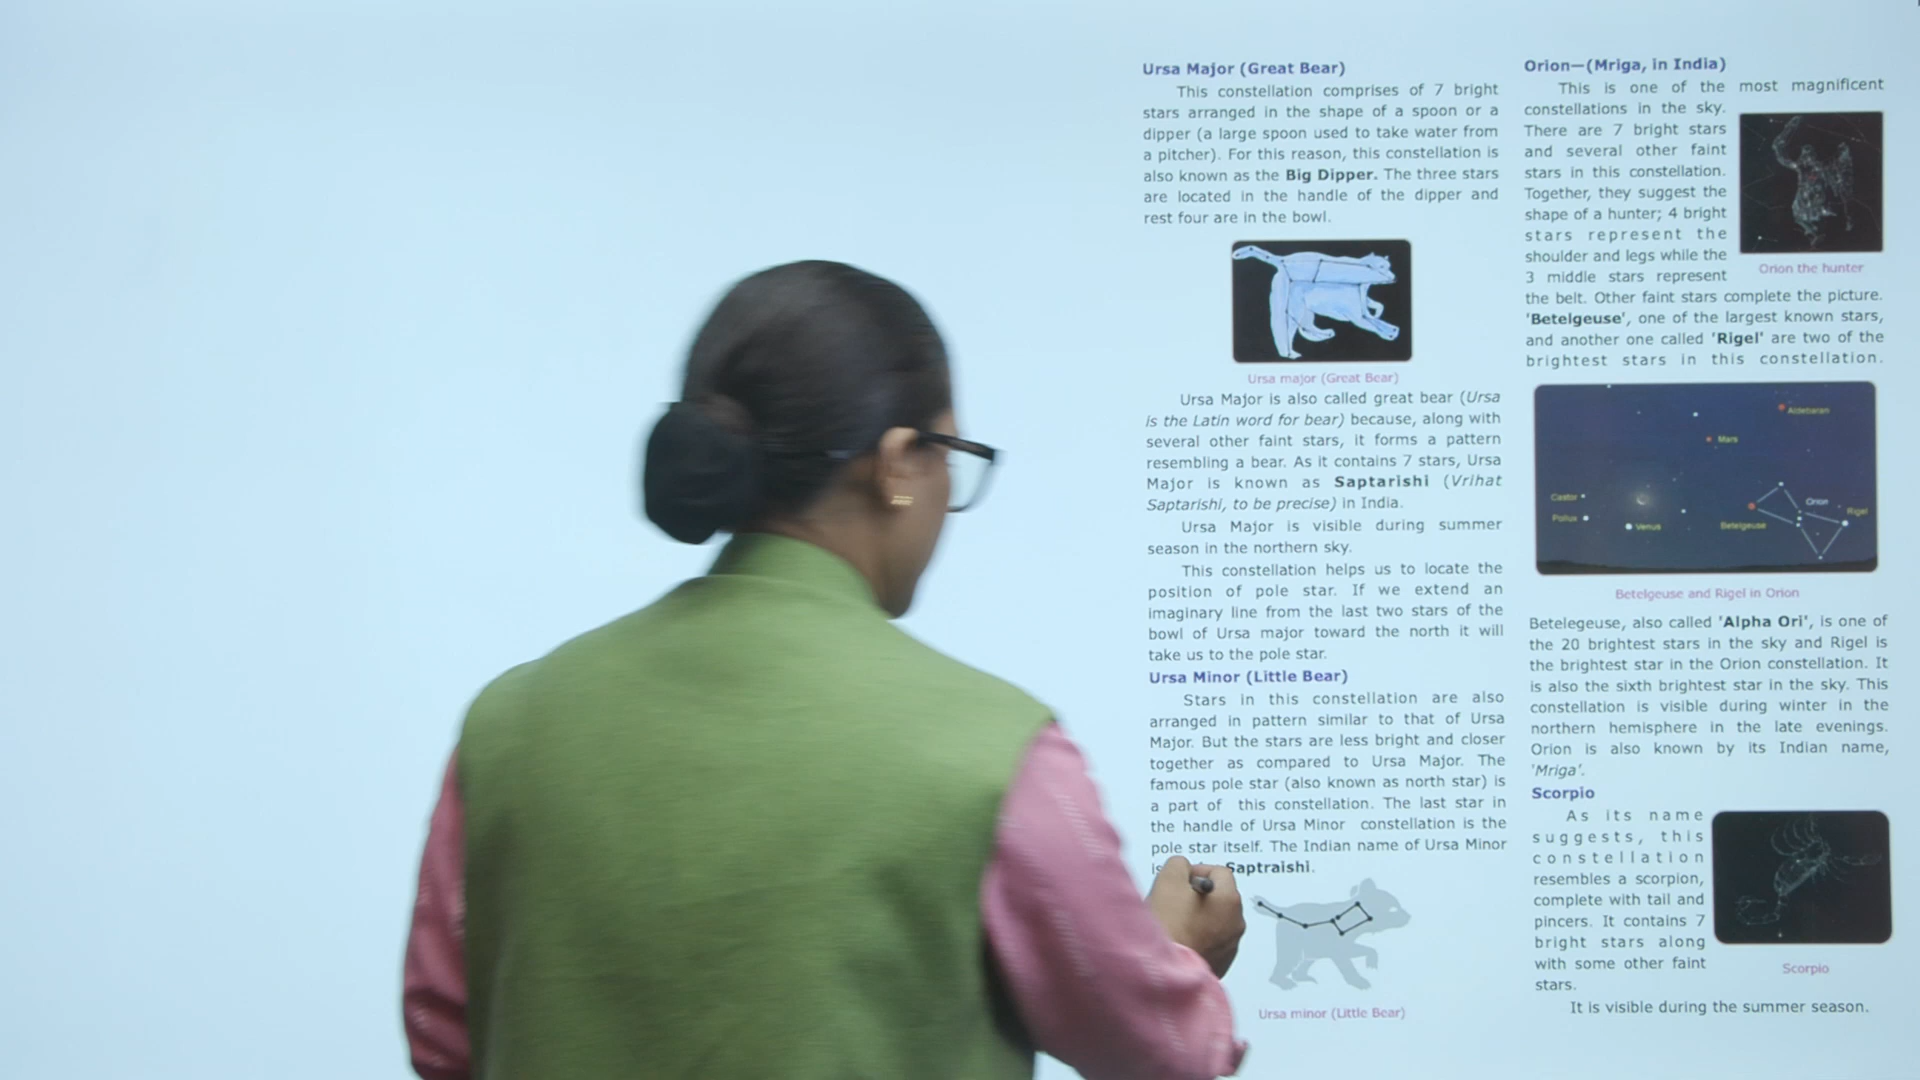 Ursa Major (Great Bear)
This constellation comprises of 7 bright
stars arranged in the shape of a spoon or a
dipper (a large spoon used to take water from
a pitcher). For this reason, this constellation is
also known as the Big Dipper. The three stars
are located in the handle of the dipper and
rest four are in the bowl.
Ursa major (Great Bear)
Ursa Major is also called great bear (Ursa
is the Latin word for bear) because, along with
several other faint stars, it forms a pattern
resembling a bear. As it contains 7 stars, Ursa
Major is known as Saptarishi (Vrihat
Saptarishi, to be precise) in India.
Ursa Major is visible during summer
season in the northern sky.
This constellation helps us to locate the
position of pole star. If we extend an
imaginary line from the last two stars of the
bowl of Ursa major toward the north it will
take us to the pole star.
Ursa Minor (Little Bear)
Stars in this constellation are also
arranged in pattern similar to that of Ursa
Major. But the stars are less bright and closer
together as compared to Ursa Major. The
famous pole star (also known as north star) is
a part of this constellation. The last star in
the handle of Ursa Minor constellation is the
pole star itself. The Indian name of Ursa Minor
Saptraishi.
Ursa minor (Little Bear)
Orion—(Mriga, in India)
This is one of the most magnificent
constellations in the sky.
There are 7 bright stars
and several other faint
stars in this constellation.
Together, they suggest the
shape of a hunter; 4 bright
stars represent the
shoulder and legs while the
3 middle stars represent
Orion the hunter
the belt. Other faint stars complete the picture.
'Betelgeuse', one of the largest known stars,
and another one called 'Rigel' are two of the
brightest stars in this constellation.
Aldebaran
Mars
Castor
Pollux
Venus
Betelgeuse
Orion
Rigel
Betelgeuse and Rigel in Orion
Betelegeuse, also called 'Alpha Ori', is one of
the 20 brightest stars in the sky and Rigel is
the brightest star in the Orion constellation. It
is also the sixth brightest star in the sky. This
constellation is visible during winter in the
northern hemisphere in the late evenings.
Orion is also known by its Indian name,
'Mriga'.
Scorpio
As its name
suggests, this
constellation
resembles a scorpion,
complete with tail and
pincers. It contains 7
bright stars along
with some other faint
stars.
Scorpio
It is visible during the summer season.